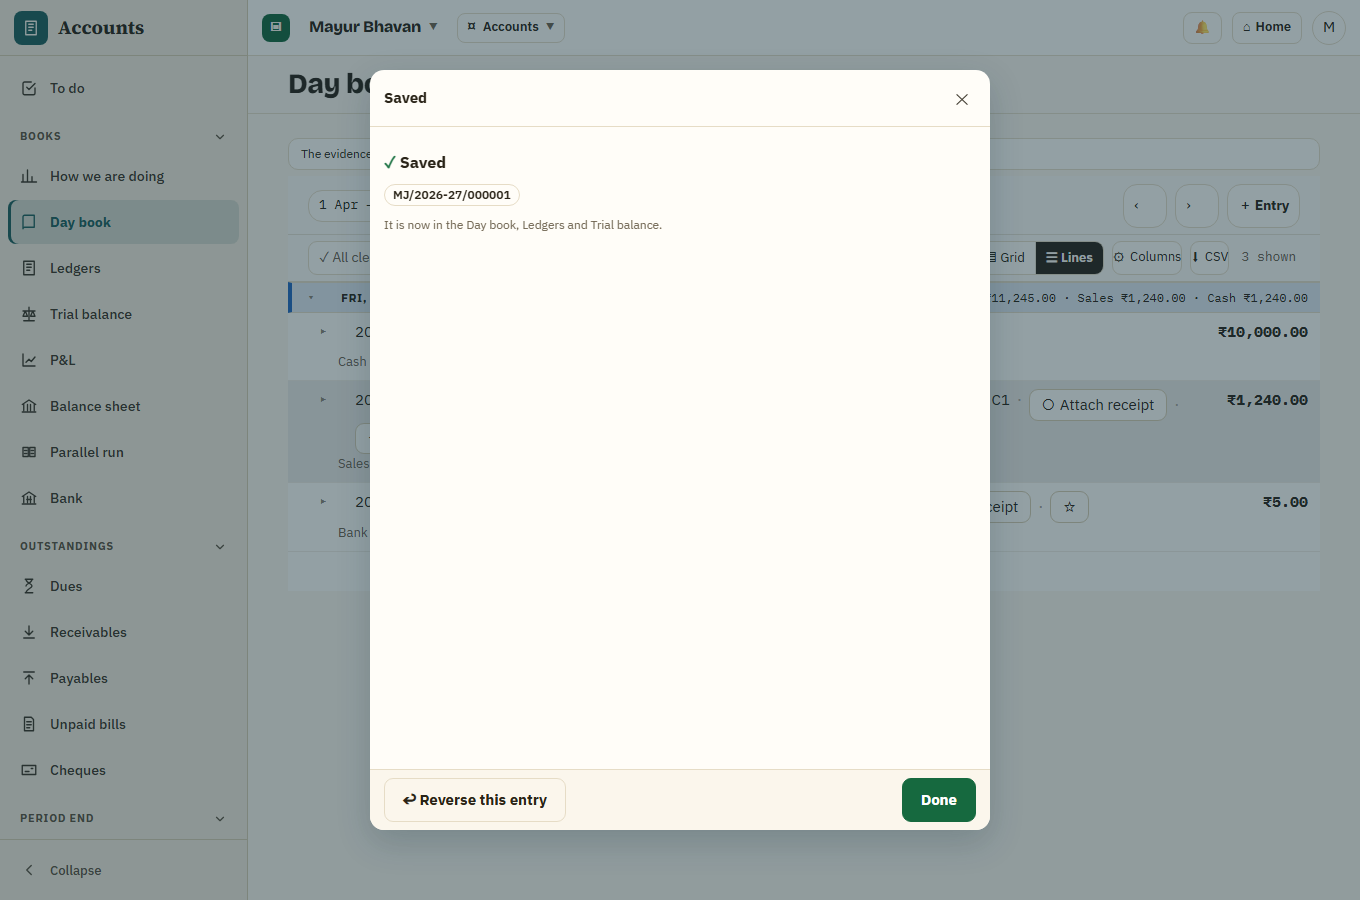 Accounts
Mayur Bhavan ▼
¤ Accounts ▼
⌂ Home
M
To do
BOOKS
How we are doing
Day book
Ledgers
Trial balance
P&L
Balance sheet
Parallel run
Bank
OUTSTANDINGS
Dues
Receivables
Payables
Unpaid bills
Cheques
PERIOD END
Collapse
The evidence
1 Apr
‹
›
+ Entry
✓ All
Grid
☰ Lines
Columns
⭳ CSV
3 shown
FRI,
11,245.00 · Sales ₹1,240.00 · Cash ₹1,240.00
20
₹10,000.00
Cash
20
C1 · ○ Attach receipt ·
₹1,240.00
Sales
20
· ☆
₹5.00
Bank
Saved
✓ Saved
MJ/2026-27/000001
It is now in the Day book, Ledgers and Trial balance.
↩ Reverse this entry
Done